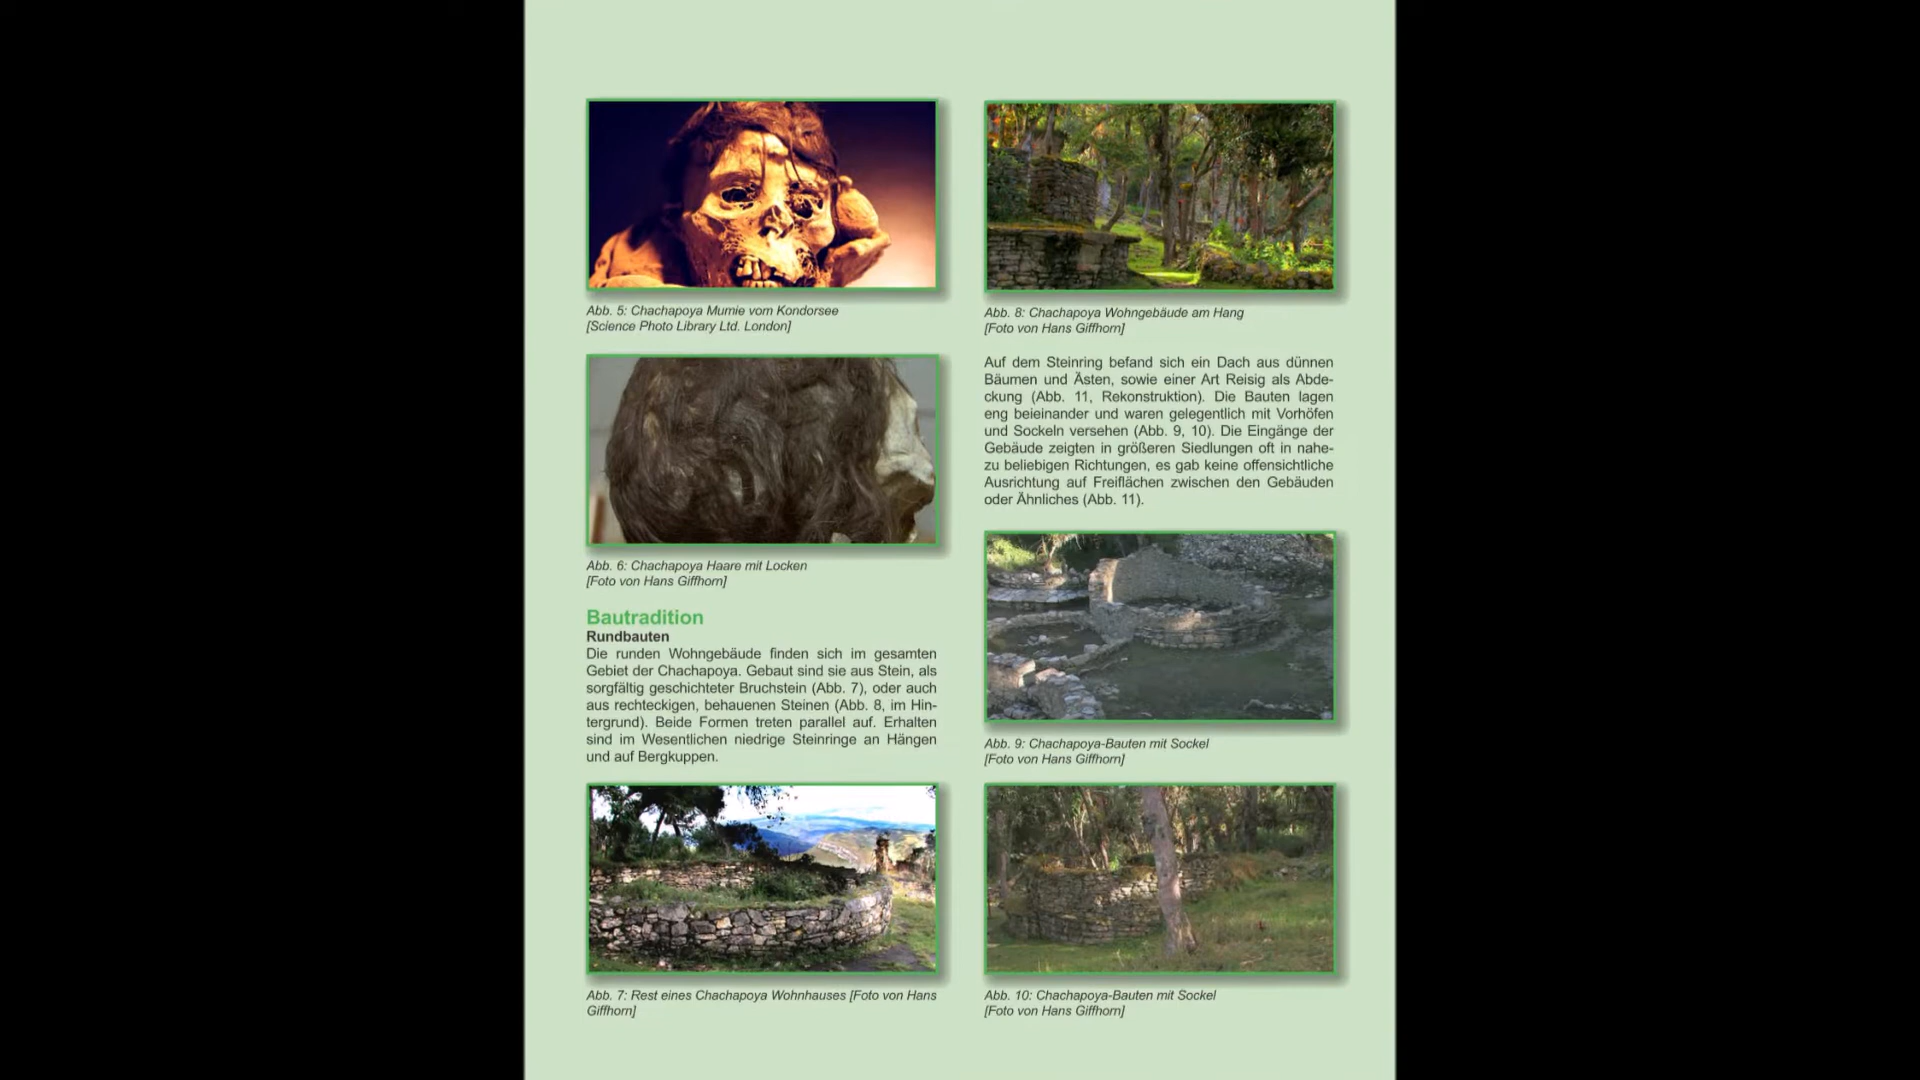 Abb. 5: Chachapoya Mumie vom Kondorsee
[Science Photo Library Ltd. London]
Abb. 6: Chachapoya Haare mit Locken
[Foto von Hans Giffhorn]
Bautradition
Rundbauten
Die runden Wohngebäude finden sich im gesamten
Gebiet der Chachapoya. Gebaut sind sie aus Stein, als
sorgfältig geschichteter Bruchstein (Abb. 7), oder auch
aus rechteckigen, behauenen Steinen (Abb. 8, im Hin-
tergrund). Beide Formen treten parallel auf. Erhalten
sind im Wesentlichen niedrige Steinringe an Hängen
und auf Bergkuppen.
Abb. 7: Rest eines Chachapoya Wohnhauses [Foto von Hans
Giffhorn]
Abb. 8: Chachapoya Wohngebäude am Hang
[Foto von Hans Giffhorn]
Auf dem Steinring befand sich ein Dach aus dünnen
Bäumen und Ästen, sowie einer Art Reisig als Abde-
ckung (Abb. 11, Rekonstruktion). Die Bauten lagen
eng beieinander und waren gelegentlich mit Vorhöfen
und Sockeln versehen (Abb. 9, 10). Die Eingänge der
Gebäude zeigten in größeren Siedlungen oft in nahe-
zu beliebigen Richtungen, es gab keine offensichtliche
Ausrichtung auf Freiflächen zwischen den Gebäuden
oder Ähnliches (Abb. 11).
Abb. 9: Chachapoya-Bauten mit Sockel
[Foto von Hans Giffhorn]
Abb. 10: Chachapoya-Bauten mit Sockel
[Foto von Hans Giffhorn]